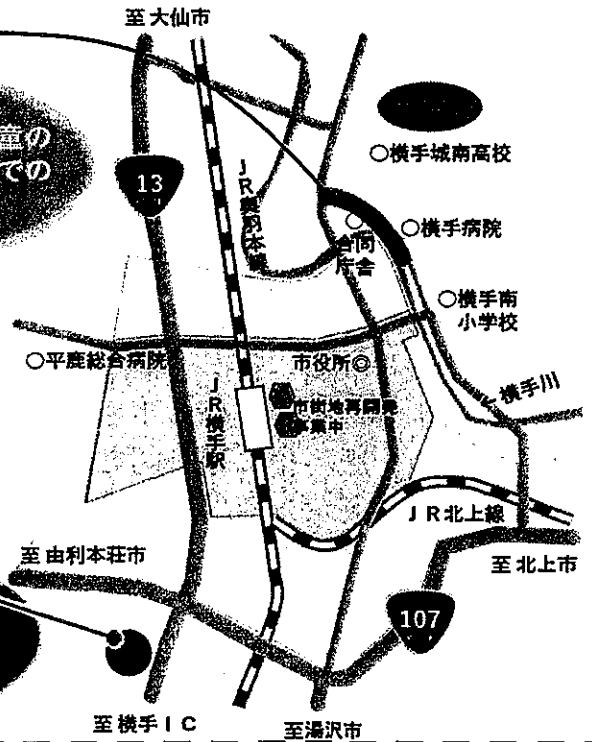 至大仙市
童の
ての
13
○横手城南高校
JR奥羽本線
合同
庁舎
○横手病院
○横手南
小学校
○平鹿総合病院
市役所◎
横手川
JR横手駅
市街地再開発
事業中
JR北上線
至由利本荘市
至北上市
107
至横手IC
至湯沢市